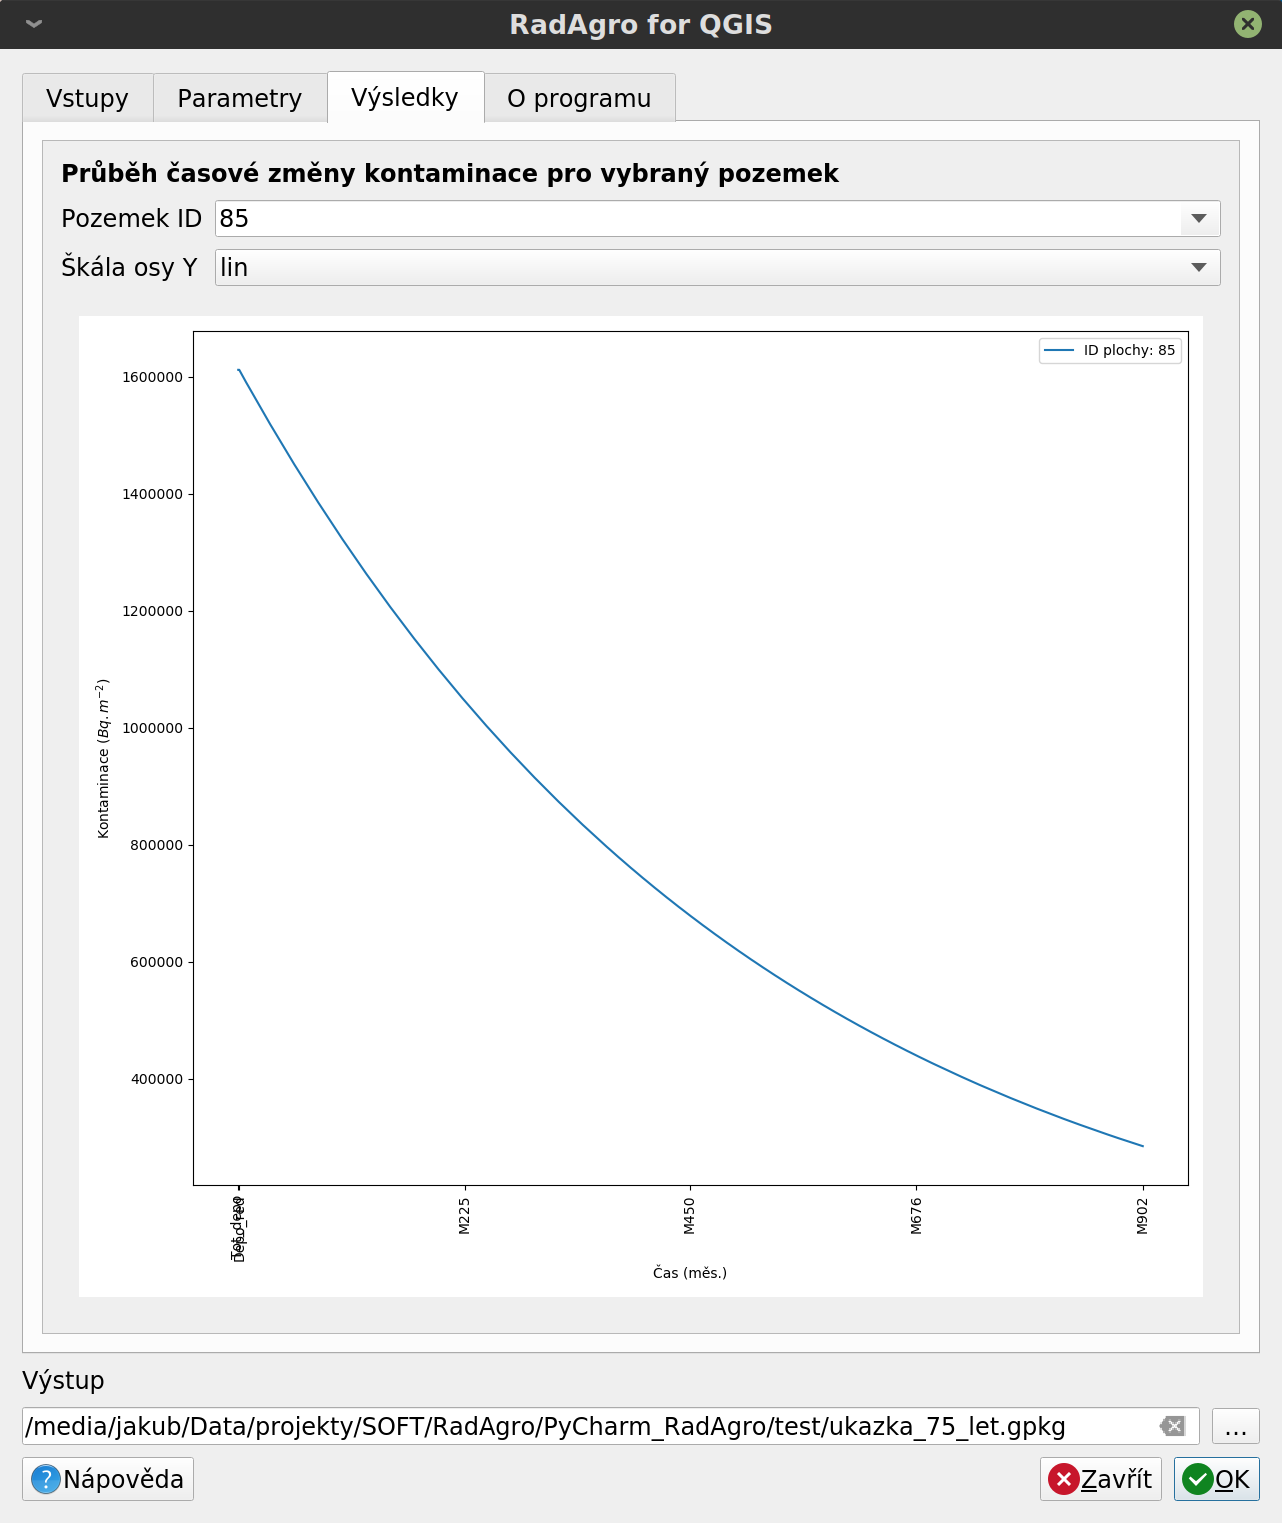 RadAgro for QGIS
Vstupy
Parametry
Výsledky
O programu
Průběh časové změny kontaminace pro vybraný pozemek
Pozemek ID 85
Škála osy Y lin
ID plochy: 85
1600000
1400000
1200000
1000000
800000
600000
400000
Kontaminace (Bq.m⁻²)
Tot_depo
Depo_red
M225
M450
M676
M902
Čas (měs.)
Výstup
/media/jakub/Data/projekty/SOFT/RadAgro/PyCharm_RadAgro/test/ukazka_75_let.gpkg
...
Nápověda
Zavřít
OK